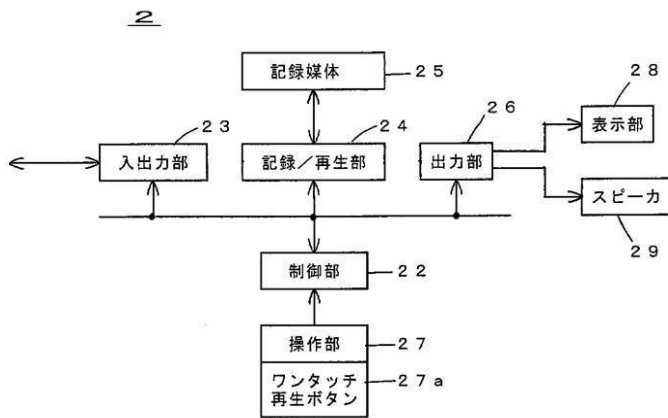 2
記録媒体
25
28
23
24
26
表示部
入出力部
記録／再生部
出力部
スピーカ
29
制御部
22
操作部
27
ワンタッチ
再生ボタン
27a